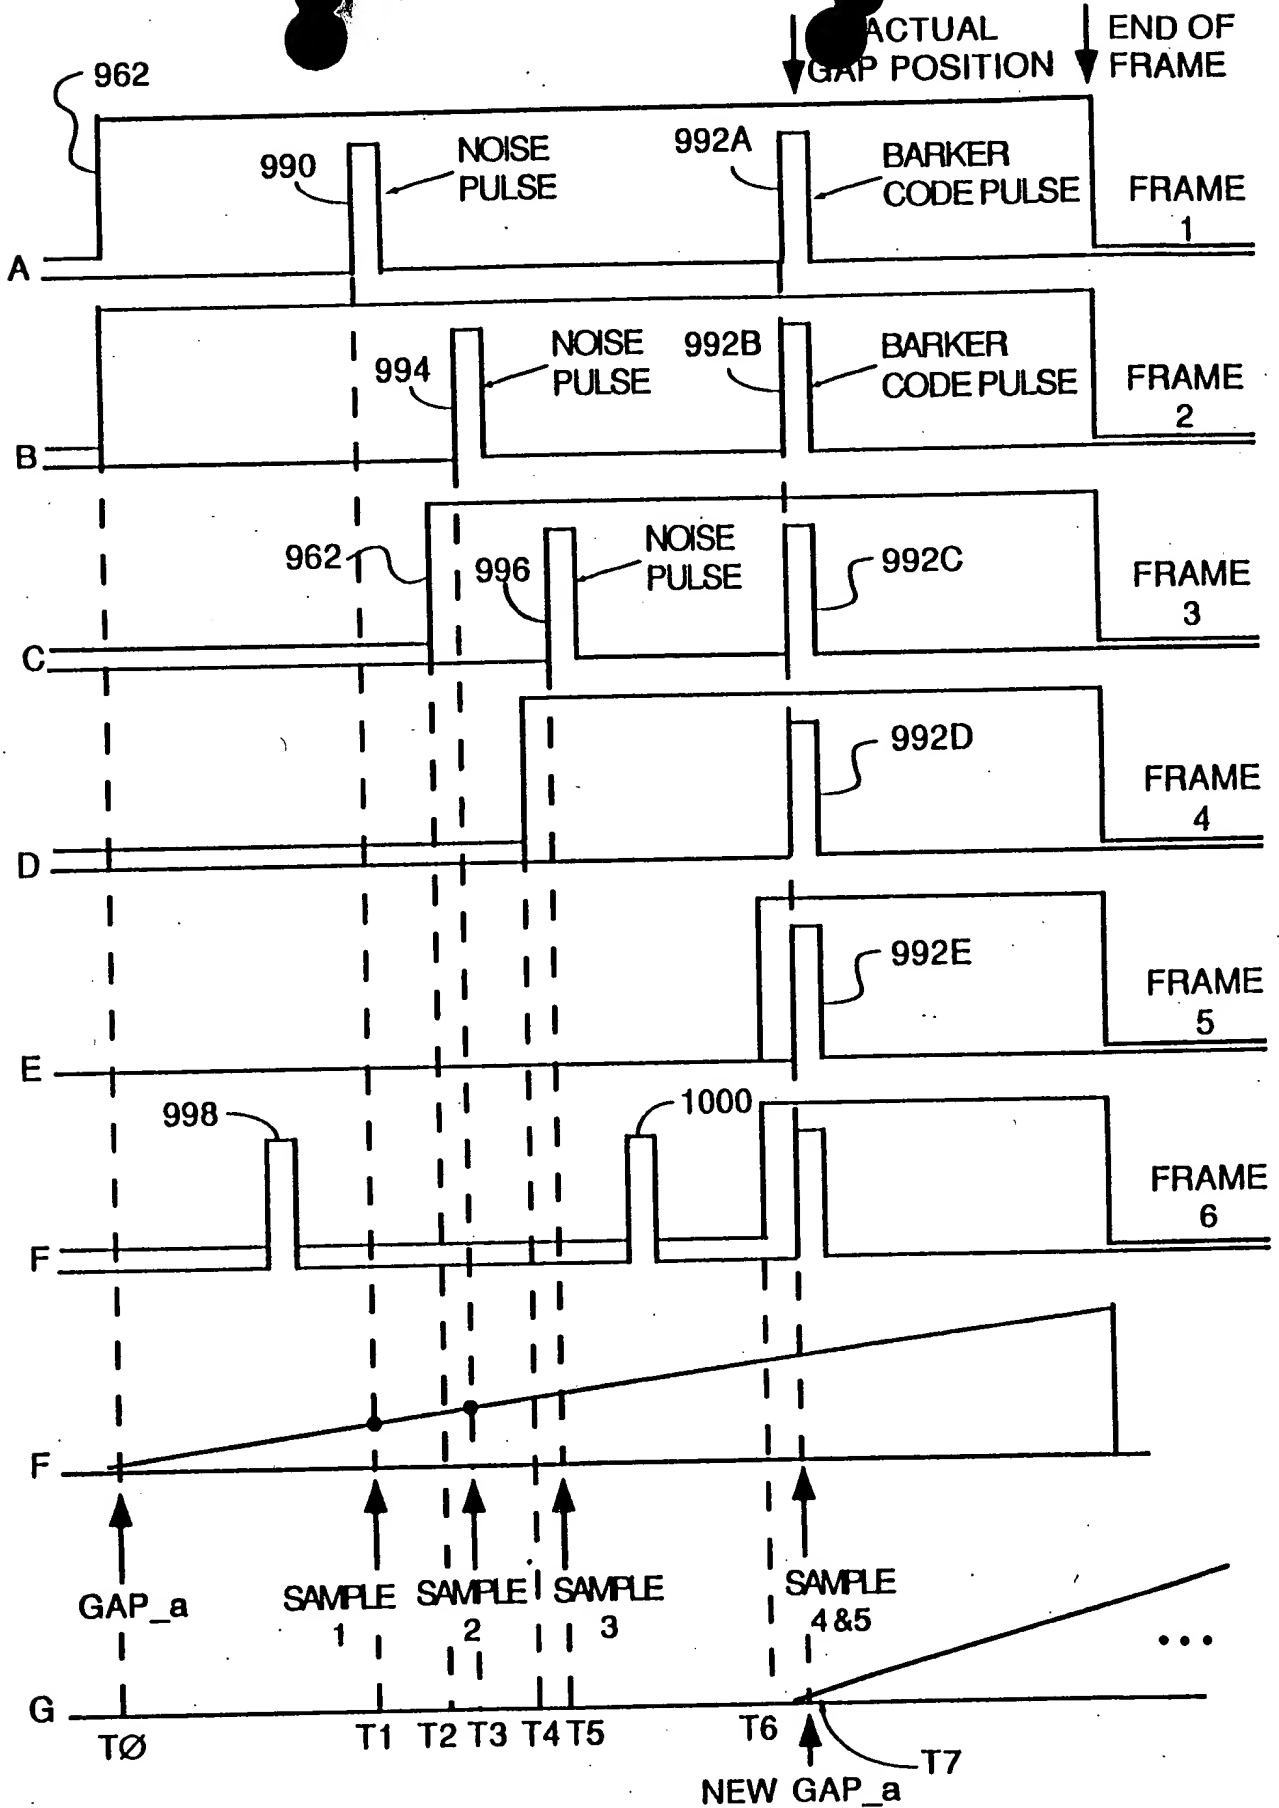 ACTUAL
GAP POSITION
END OF
FRAME
962
990
NOISE
PULSE
992A
BARKER
CODE PULSE
FRAME
1
A
994
NOISE
PULSE
992B
BARKER
CODE PULSE
FRAME
2
B
962
996
NOISE
PULSE
992C
FRAME
3
C
992D
FRAME
4
D
992E
FRAME
5
E
998
1000
FRAME
6
F
F
GAP_a
SAMPLE
1
SAMPLE
2
SAMPLE
3
SAMPLE
4&5
...
G
TØ
T1
T2
T3
T4
T5
T6
T7
NEW GAP_a